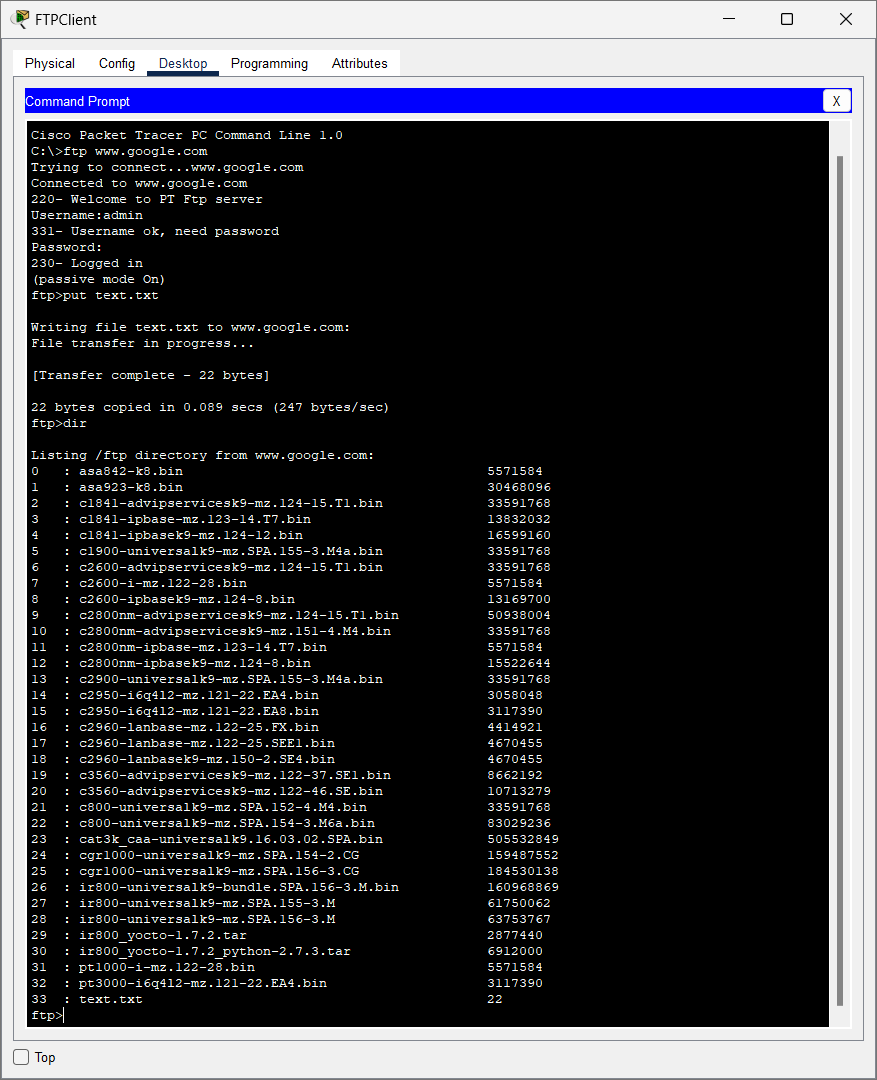 FTPClient
Physical Config Desktop Programming Attributes
Command Prompt X
Cisco Packet Tracer PC Command Line 1.0
C:\>ftp www.google.com
Trying to connect...www.google.com
Connected to www.google.com
220- Welcome to PT Ftp server
Username:admin
331- Username ok, need password
Password:
230- Logged in
(passive mode On)
ftp>put text.txt
Writing file text.txt to www.google.com:
File transfer in progress...
[Transfer complete - 22 bytes]
22 bytes copied in 0.089 secs (247 bytes/sec)
ftp>dir
Listing /ftp directory from www.google.com:
0 : asa842-k8.bin 5571584
1 : asa923-k8.bin 30468096
2 : c1841-advipservicesk9-mz.124-15.T1.bin 33591768
3 : c1841-ipbase-mz.123-14.T7.bin 13832032
4 : c1841-ipbasek9-mz.124-12.bin 16599160
5 : c1900-universalk9-mz.SPA.155-3.M4a.bin 33591768
6 : c2600-advipservicesk9-mz.124-15.T1.bin 33591768
7 : c2600-i-mz.122-28.bin 5571584
8 : c2600-ipbasek9-mz.124-8.bin 13169700
9 : c2800nm-advipservicesk9-mz.124-15.T1.bin 50938004
10 : c2800nm-advipservicesk9-mz.151-4.M4.bin 33591768
11 : c2800nm-ipbase-mz.123-14.T7.bin 5571584
12 : c2800nm-ipbasek9-mz.124-8.bin 15522644
13 : c2900-universalk9-mz.SPA.155-3.M4a.bin 33591768
14 : c2950-i6q4l2-mz.121-22.EA4.bin 3058048
15 : c2950-i6q4l2-mz.121-22.EA8.bin 3117390
16 : c2960-lanbase-mz.122-25.FX.bin 4414921
17 : c2960-lanbase-mz.122-25.SEE1.bin 4670455
18 : c2960-lanbasek9-mz.150-2.SE4.bin 4670455
19 : c3560-advipservicesk9-mz.122-37.SE1.bin 8662192
20 : c3560-advipservicesk9-mz.122-46.SE.bin 10713279
21 : c800-universalk9-mz.SPA.152-4.M4.bin 33591768
22 : c800-universalk9-mz.SPA.154-3.M6a.bin 83029236
23 : cat3k_caa-universalk9.16.03.02.SPA.bin 505532849
24 : cgr1000-universalk9-mz.SPA.154-2.CG 159487552
25 : cgr1000-universalk9-mz.SPA.156-3.CG 184530138
26 : ir800-universalk9-bundle.SPA.156-3.M.bin 160968869
27 : ir800-universalk9-mz.SPA.155-3.M 61750062
28 : ir800-universalk9-mz.SPA.156-3.M 63753767
29 : ir800_yocto-1.7.2.tar 2877440
30 : ir800_yocto-1.7.2_python-2.7.3.tar 6912000
31 : pt1000-i-mz.122-28.bin 5571584
32 : pt3000-i6q4l2-mz.121-22.EA4.bin 3117390
33 : text.txt 22
ftp>
Top